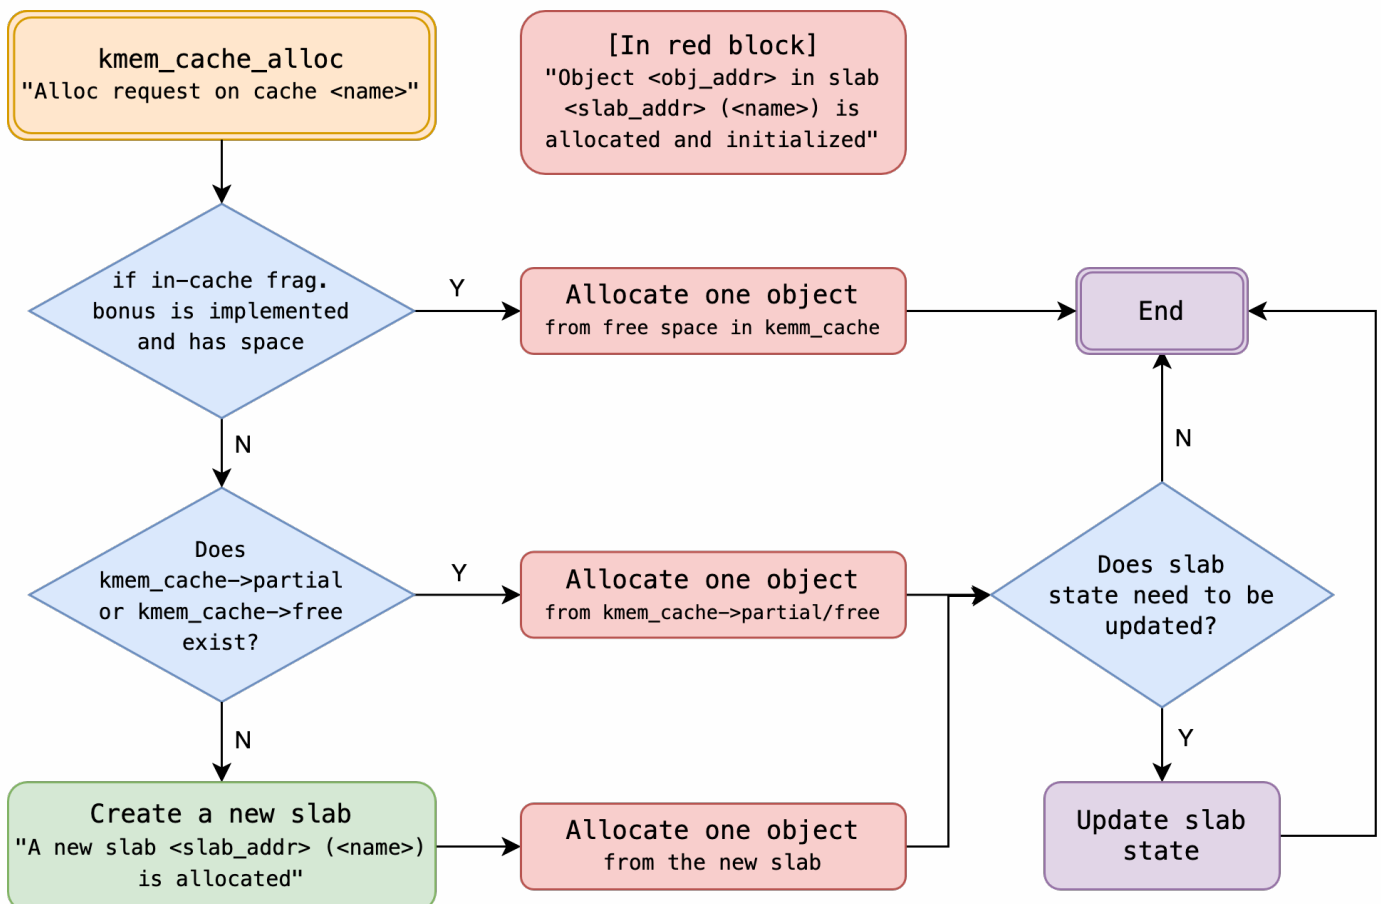 kmem_cache_alloc
"Alloc request on cache <name>"
[In red block]
"Object <obj_addr> in slab
<slab_addr> (<name>) is
allocated and initialized"
if in-cache frag.
bonus is implemented
and has space
Y
Allocate one object
from free space in kemm_cache
End
N
N
Does
kmem_cache->partial
or kmem_cache->free
exist?
Y
Allocate one object
from kmem_cache->partial/free
Does slab
state need to be
updated?
N
Y
Create a new slab
"A new slab <slab_addr> (<name>)
is allocated"
Allocate one object
from the new slab
Update slab
state